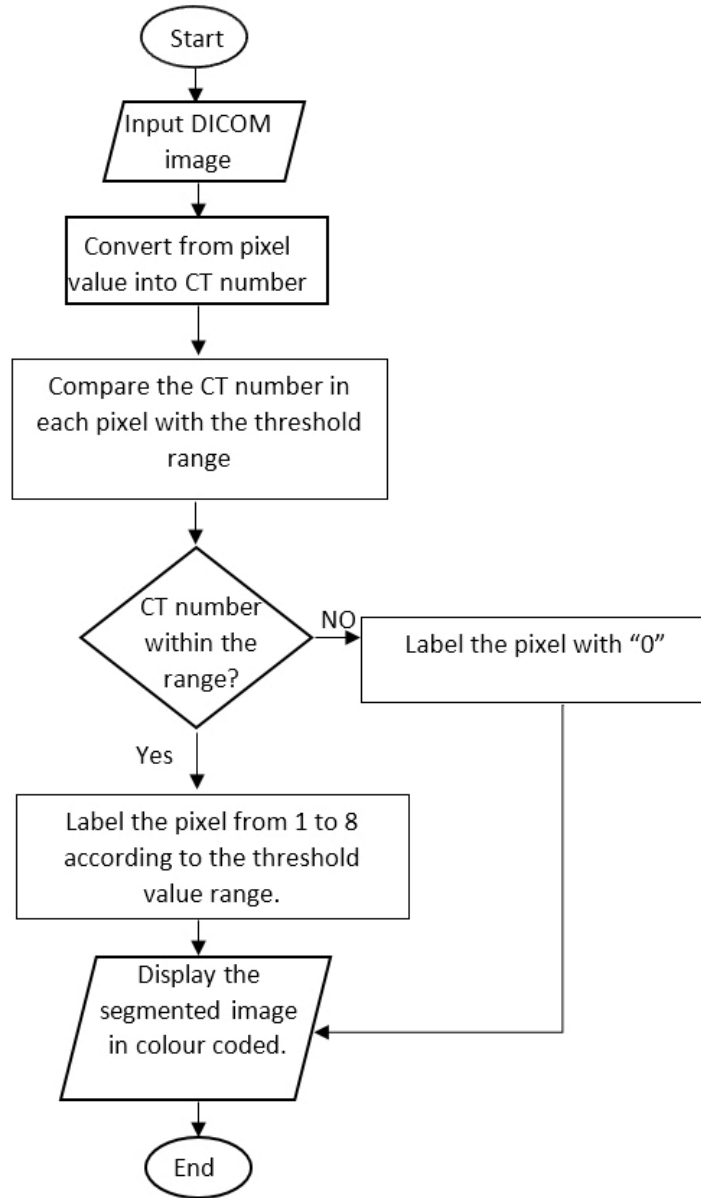 Start
Input DICOM
image
Convert from pixel
value into CT number
Compare the CT number in
each pixel with the threshold
range
CT number
within the
range?
NO
Label the pixel with “0”
Yes
Label the pixel from 1 to 8
according to the threshold
value range.
Display the
segmented image
in colour coded.
End